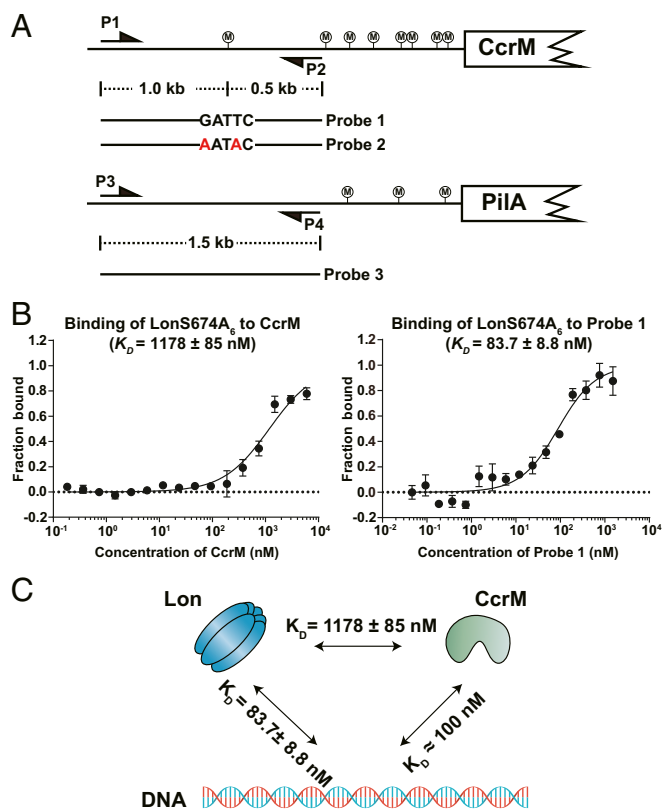 A
P1
M
M M M M M M M
CcrM
P2
1.0 kb 0.5 kb
GATTC Probe 1
AATAC Probe 2
P3
M M M
PilA
P4
1.5 kb
Probe 3
B
Binding of LonS674A6 to CcrM
(KD = 1178 ± 85 nM)
1.2
1.0
0.8
0.6
0.4
0.2
0.0
-0.2
Fraction bound
10-1 100 101 102 103 104
Concentration of CcrM (nM)
Binding of LonS674A6 to Probe 1
(KD = 83.7 ± 8.8 nM)
1.2
1.0
0.8
0.6
0.4
0.2
0.0
-0.2
Fraction bound
10-2 10-1 100 101 102 103 104
Concentration of Probe 1 (nM)
C
Lon
CcrM
KD = 1178 ± 85 nM
KD = 83.7± 8.8 nM
KD ≈ 100 nM
DNA